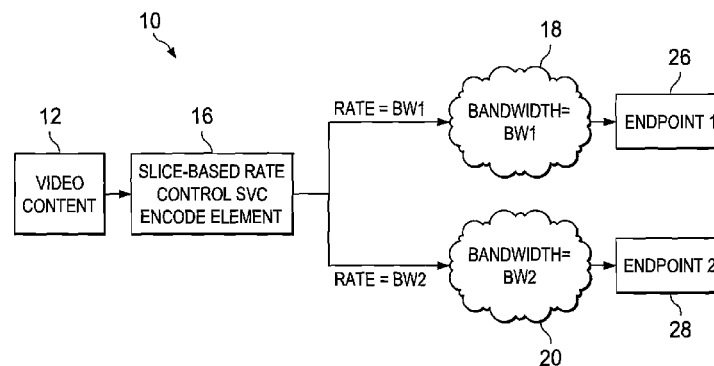 10
12
VIDEO
CONTENT
16
SLICE-BASED RATE
CONTROL SVC
ENCODE ELEMENT
RATE = BW1
18
BANDWIDTH=
BW1
26
ENDPOINT 1
RATE = BW2
BANDWIDTH=
BW2
20
ENDPOINT 2
28